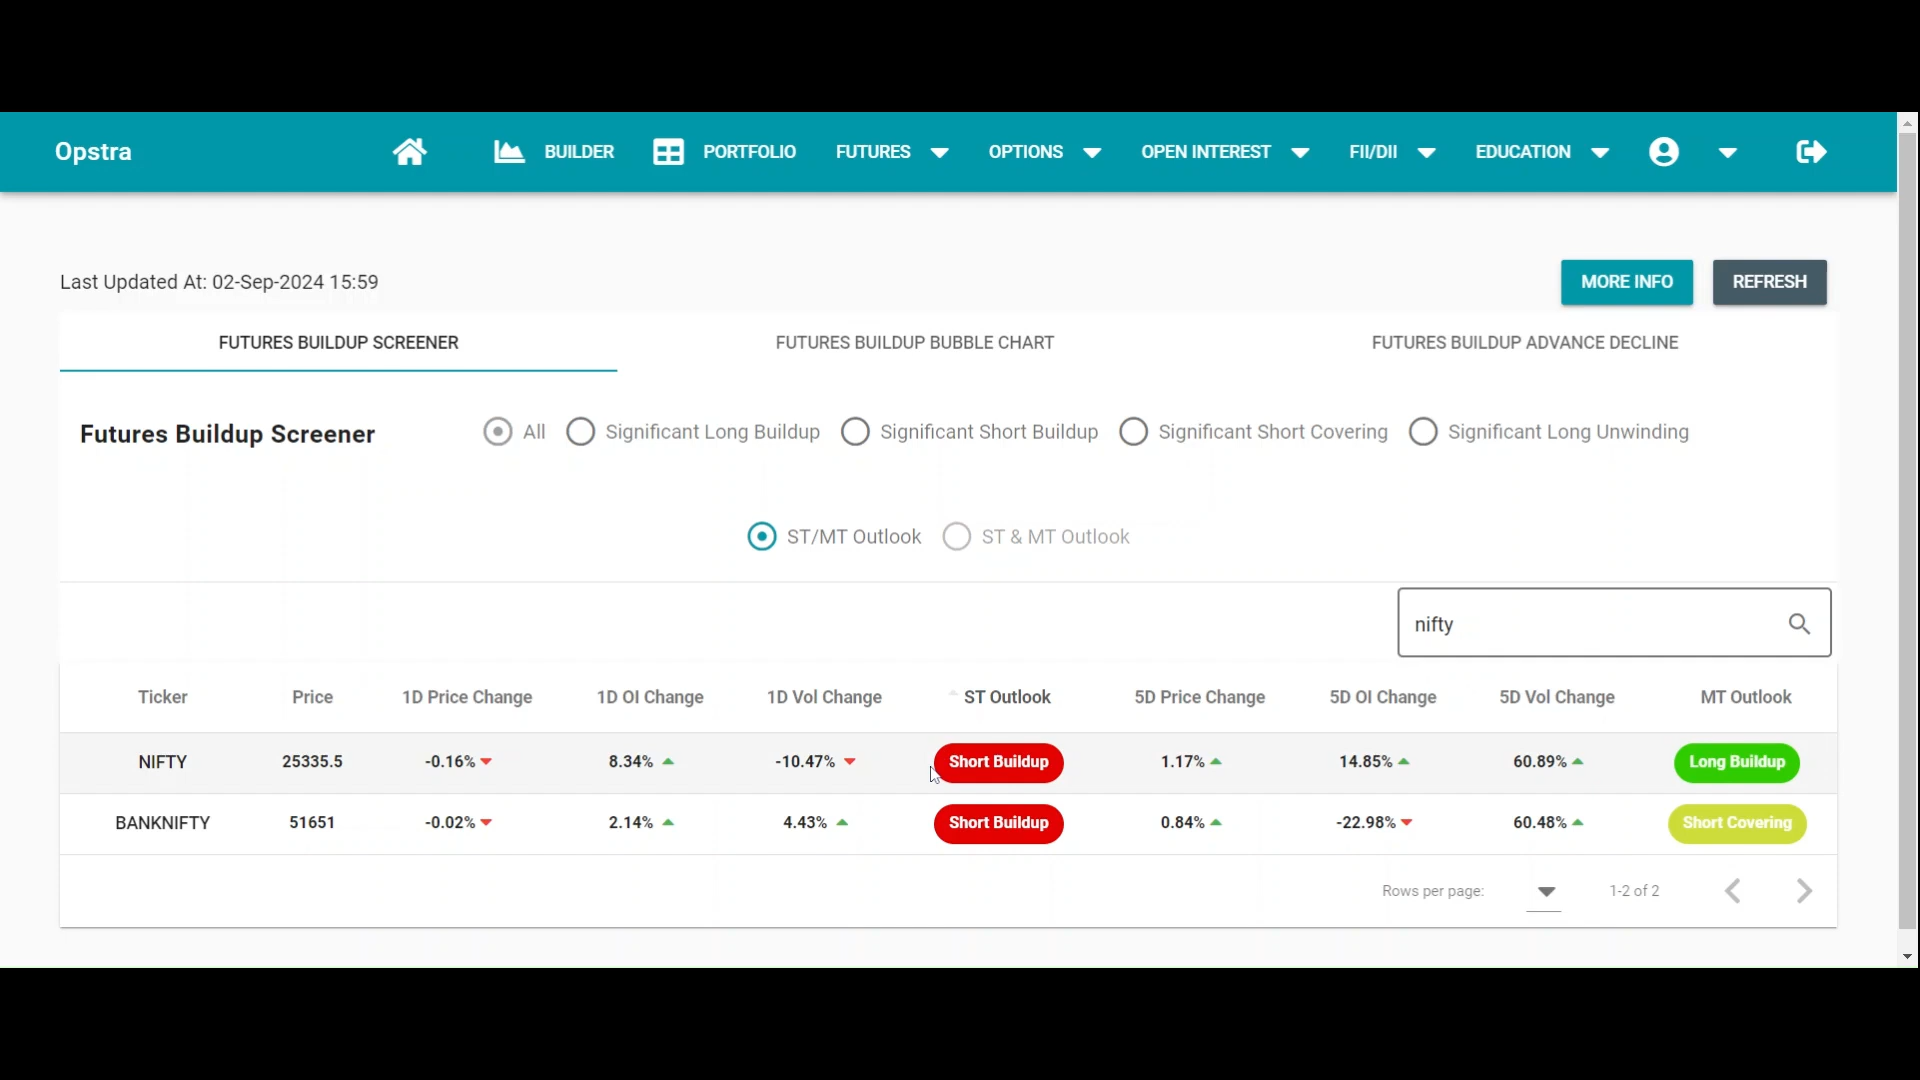 Opstra BUILDER PORTFOLIO FUTURES OPTIONS OPEN INTEREST FII/DII EDUCATION
Last Updated At: 02-Sep-2024 15:59 MORE INFO REFRESH
FUTURES BUILDUP SCREENER FUTURES BUILDUP BUBBLE CHART FUTURES BUILDUP ADVANCE DECLINE
Futures Buildup Screener All Significant Long Buildup Significant Short Buildup Significant Short Covering Significant Long Unwinding
ST/MT Outlook ST & MT Outlook
nifty
Ticker Price 1D Price Change 1D OI Change 1D Vol Change ST Outlook 5D Price Change 5D OI Change 5D Vol Change MT Outlook
NIFTY 25335.5 -0.16% 8.34% -10.47% Short Buildup 1.17% 14.85% 60.89% Long Buildup
BANKNIFTY 51651 -0.02% 2.14% 4.43% Short Buildup 0.84% -22.98% 60.48% Short Covering
Rows per page: 1-2 of 2